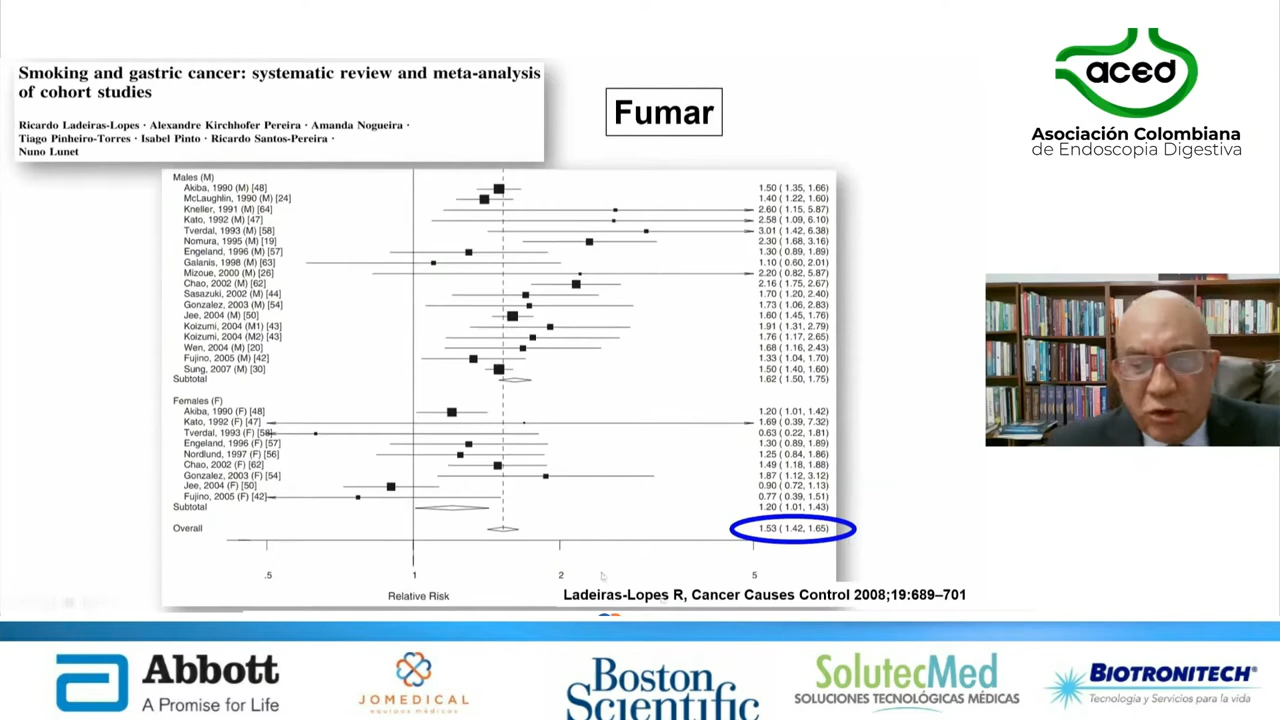 Smoking and gastric cancer: systematic review and meta-analysis
of cohort studies
Ricardo Ladeiras-Lopes · Alexandre Kirchhofer Pereira · Amanda Nogueira ·
Tiago Pinheiro-Torres · Isabel Pinto · Ricardo Santos-Pereira ·
Nuno Lunet
Fumar
aced
Asociación Colombiana
de Endoscopia Digestiva
Males (M)
Akiba, 1990 (M) [48] 1.50 ( 1.35, 1.66)
McLaughlin, 1990 (M) [24] 1.40 ( 1.22, 1.60)
Kneller, 1991 (M) [64] 2.60 ( 1.15, 5.87)
Kato, 1992 (M) [47] 2.58 ( 1.09, 6.10)
Tverdal, 1993 (M) [58] 3.01 ( 1.42, 6.38)
Nomura, 1995 (M) [19] 2.30 ( 1.68, 3.16)
Engeland, 1996 (M) [57] 1.30 ( 0.89, 1.89)
Galanis, 1998 (M) [63] 1.10 ( 0.60, 2.01)
Mizoue, 2000 (M) [26] 2.20 ( 0.82, 5.87)
Chao, 2002 (M) [62] 2.16 ( 1.75, 2.67)
Sasazuki, 2002 (M) [44] 1.70 ( 1.20, 2.40)
Gonzalez, 2003 (M) [54] 1.73 ( 1.06, 2.83)
Jee, 2004 (M) [50] 1.60 ( 1.45, 1.76)
Koizumi, 2004 (M1) [43] 1.91 ( 1.31, 2.79)
Koizumi, 2004 (M2) [43] 1.76 ( 1.17, 2.65)
Wen, 2004 (M) [20] 1.68 ( 1.16, 2.43)
Fujino, 2005 (M) [42] 1.33 ( 1.04, 1.70)
Sung, 2007 (M) [30] 1.50 ( 1.40, 1.60)
Subtotal 1.62 ( 1.50, 1.75)
Females (F)
Akiba, 1990 (F) [48] 1.20 ( 1.01, 1.42)
Kato, 1992 (F) [47] 1.69 ( 0.39, 7.32)
Tverdal, 1993 (F) [58] 0.63 ( 0.22, 1.81)
Engeland, 1996 (F) [57] 1.30 ( 0.89, 1.89)
Nordlund, 1997 (F) [56] 1.25 ( 0.84, 1.86)
Chao, 2002 (F) [62] 1.49 ( 1.18, 1.88)
Gonzalez, 2003 (F) [54] 1.87 ( 1.12, 3.12)
Jee, 2004 (F) [50] 0.90 ( 0.72, 1.13)
Fujino, 2005 (F) [42] 0.77 ( 0.39, 1.51)
Subtotal 1.20 ( 1.01, 1.43)
Overall 1.53 ( 1.42, 1.65)
.5 1 2 5
Relative Risk
Ladeiras-Lopes R, Cancer Causes Control 2008;19:689–701
Abbott
A Promise for Life
JOMEDICAL
equipos médicos
Boston
Scientific
SolutecMed
SOLUCIONES TECNOLÓGICAS MÉDICAS
BIOTRONITECH®
Tecnología y Servicios para la vida